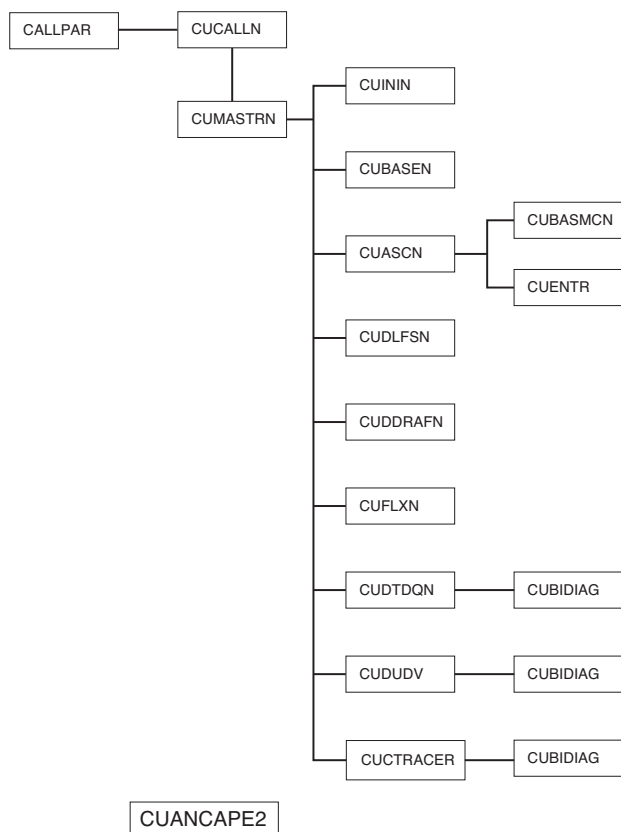 CALLPAR
CUCALLN
CUMASTRN
CUININ
CUBASEN
CUASCN
CUBASMCN
CUENTR
CUDLFSN
CUDDRAFN
CUFLXN
CUDTDQN
CUBIDIAG
CUDUDV
CUBIDIAG
CUCTRACER
CUBIDIAG
CUANCAPE2